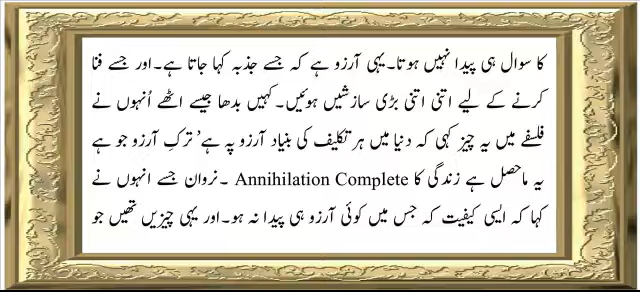 کا سوال ہی پیدا نہیں ہوتا۔یہی آرزو ہے کہ جسے جذبہ کہا جاتا ہے۔اور جسے فنا
کرنے کے لیے اتنی اتنی بڑی سازشیں ہوئیں۔کہیں بدھا جیسے اٹھے اُنہوں نے
فلسفے میں یہ چیز کہی کہ دنیا میں ہر تکلیف کی بنیاد آرزو پہ ہے' ترکِ آرزو جو ہے
یہ ماحصل ہے زندگی کا Annihilation Complete ۔نروان جسے انہوں نے
کہا کہ ایسی کیفیت کہ جس میں کوئی آرزو ہی پیدا نہ ہو۔اور یہی چیزیں تھیں جو